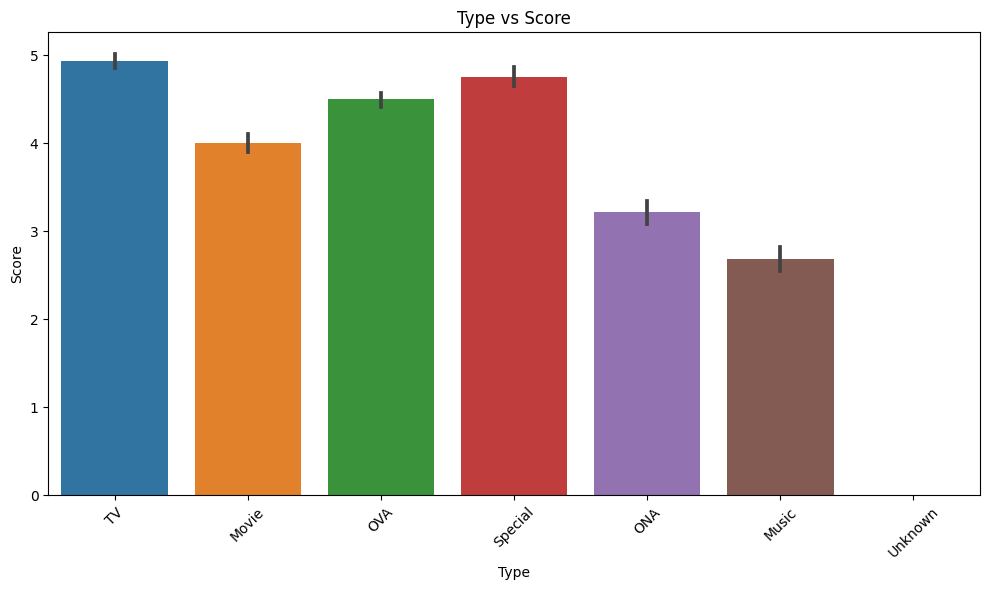 Type vs Score
Score
5
4
3
2
1
0
TV
Movie
OVA
Special
ONA
Music
Unknown
Type